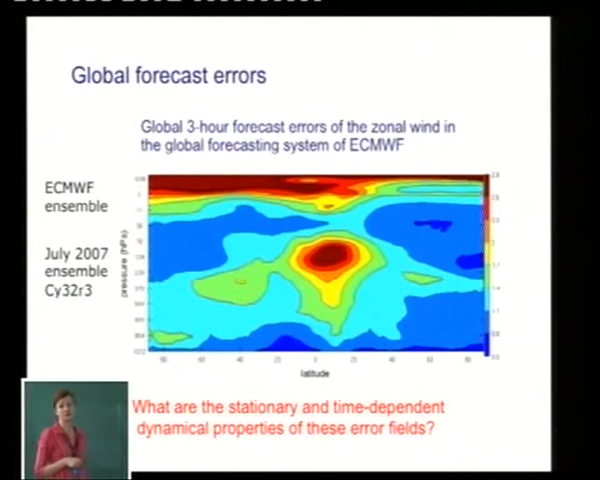 Global forecast errors
Global 3-hour forecast errors of the zonal wind in
the global forecasting system of ECMWF
ECMWF
ensemble
July 2007
ensemble
Cy32r3
pressure (hPa)
latitude
What are the stationary and time-dependent
dynamical properties of these error fields?